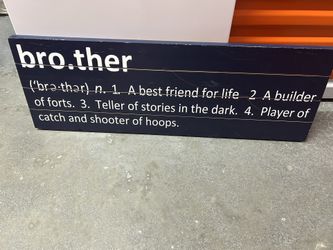 bro.ther
('brə-thər) n. 1. A best friend for life 2 A builder
of forts. 3. Teller of stories in the dark. 4. Player of
catch and shooter of hoops.